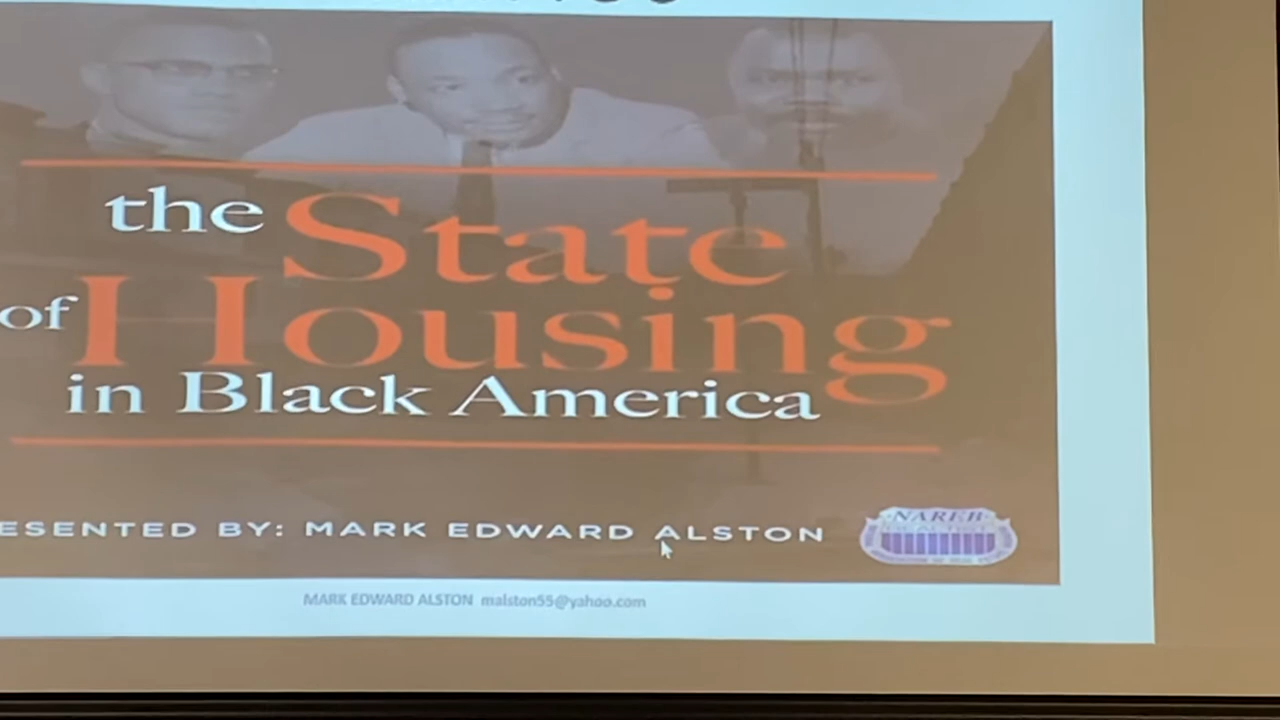 the State
of Housing
in Black America
ESENTED BY: MARK EDWARD ALSTON
NAREB
MARK EDWARD ALSTON malston55@yahoo.com